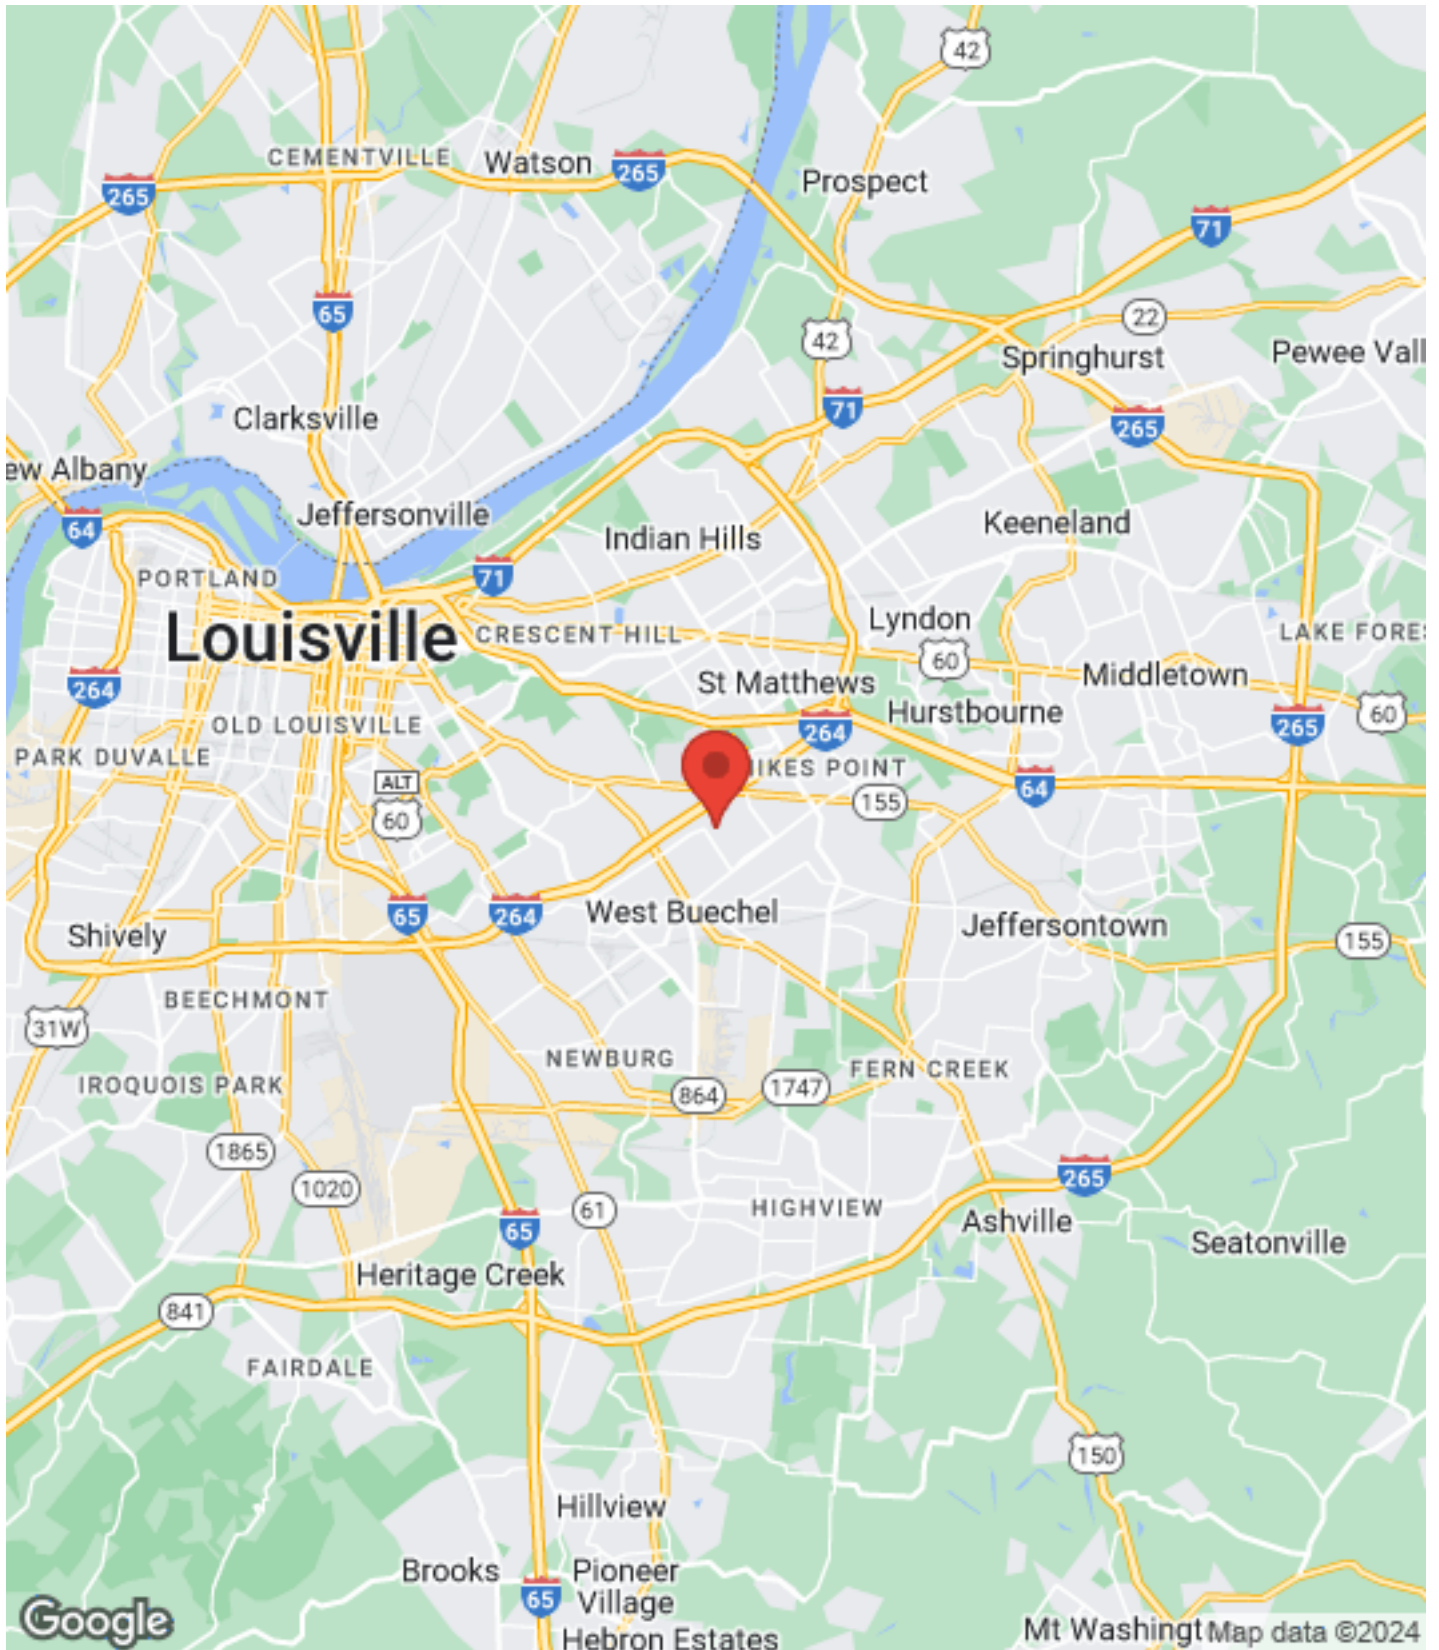 42
CEMENTVILLE
Watson
265
265
Prospect
71
65
22
42
Springhurst
Pewee Vall
71
Clarksville
265
ew Albany
64
Jeffersonville
Keeneland
Indian Hills
71
PORTLAND
Lyndon
Louisville
CRESCENT HILL
LAKE FORES
60
Middletown
264
St Matthews
Hurstbourne
60
OLD LOUISVILLE
264
265
PARK DUVALLE
IKES POINT
ALT
60
155
64
65
264
West Buechel
Jeffersontown
Shively
155
BEECHMONT
31W
NEWBURG
FERN CREEK
IROQUOIS PARK
864
1747
1865
265
1020
61
HIGHVIEW
65
Ashville
Seatonville
Heritage Creek
841
FAIRDALE
150
Hillview
Brooks
Pioneer
Village
65
Google
Hebron Estates
Mt Washingt
Map data ©2024